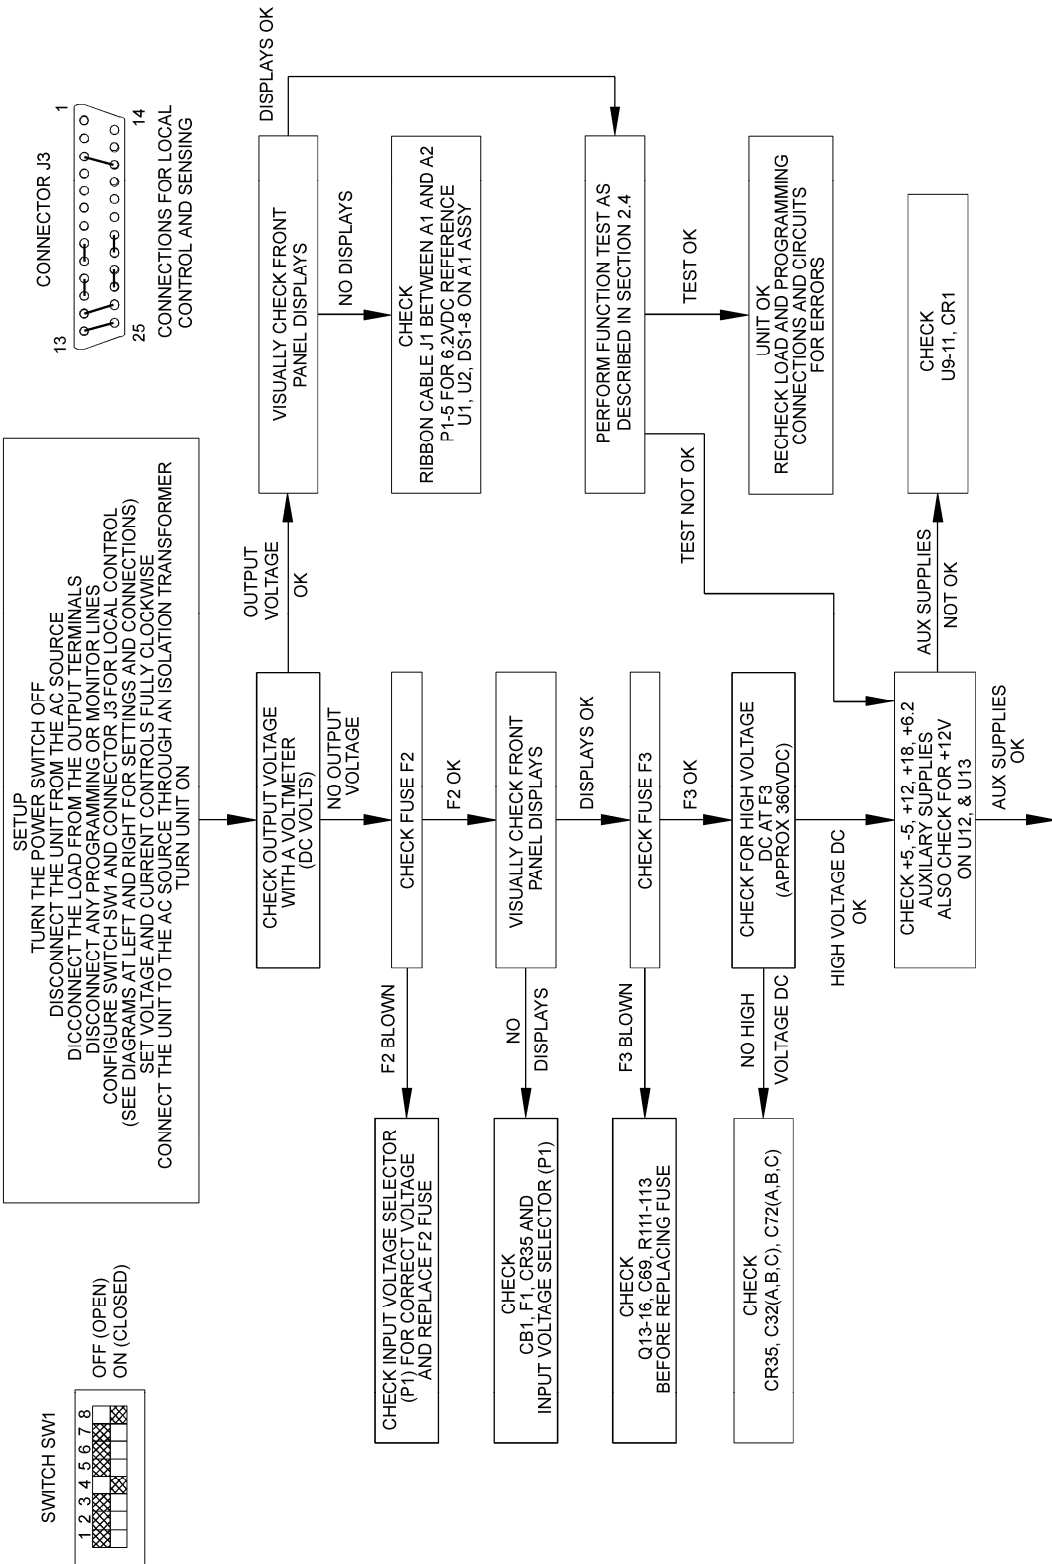 SWITCH SW1
1 2 3 4 5 6 7 8
OFF (OPEN)
ON (CLOSED)
SETUP
TURN THE POWER SWITCH OFF
DISCONNECT THE UNIT FROM THE AC SOURCE
DICCONNECT THE LOAD FROM THE OUTPUT TERMINALS
DISCONNECT ANY PROGRAMMING OR MONITOR LINES
CONFIGURE SWITCH SW1 AND CONNECTOR J3 FOR LOCAL CONTROL
(SEE DIAGRAMS AT LEFT AND RIGHT FOR SETTINGS AND CONNECTIONS)
SET VOLTAGE AND CURRENT CONTROLS FULLY CLOCKWISE
CONNECT THE UNIT TO THE AC SOURCE THROUGH AN ISOLATION TRANSFORMER
TURN UNIT ON
CONNECTOR J3
13
1
25
14
CONNECTIONS FOR LOCAL
CONTROL AND SENSING
CHECK OUTPUT VOLTAGE
WITH A VOLTMETER
(DC VOLTS)
OUTPUT
VOLTAGE
OK
VISUALLY CHECK FRONT
PANEL DISPLAYS
DISPLAYS OK
NO OUTPUT
VOLTAGE
NO DISPLAYS
CHECK INPUT VOLTAGE SELECTOR
(P1) FOR CORRECT VOLTAGE
AND REPLACE F2 FUSE
F2 BLOWN
CHECK FUSE F2
CHECK
RIBBON CABLE J1 BETWEEN A1 AND A2
P1-5 FOR 6.2VDC REFERENCE
U1, U2, DS1-8 ON A1 ASSY
F2 OK
CHECK
CB1, F1, CR35 AND
INPUT VOLTAGE SELECTOR (P1)
NO
DISPLAYS
VISUALLY CHECK FRONT
PANEL DISPLAYS
DISPLAYS OK
CHECK
Q13-16, C69, R111-113
BEFORE REPLACING FUSE
F3 BLOWN
CHECK FUSE F3
PERFORM FUNCTION TEST AS
DESCRIBED IN SECTION 2.4
F3 OK
TEST NOT OK
TEST OK
CHECK
CR35, C32(A,B,C), C72(A,B,C)
NO HIGH
VOLTAGE DC
CHECK FOR HIGH VOLTAGE
DC AT F3
(APPROX 360VDC)
UNIT OK
RECHECK LOAD AND PROGRAMMING
CONNECTIONS AND CIRCUITS
FOR ERRORS
HIGH VOLTAGE DC
OK
CHECK +5, -5, +12, +18, +6.2
AUXILARY SUPPLIES
ALSO CHECK FOR +12V
ON U12, & U13
AUX SUPPLIES
NOT OK
CHECK
U9-11, CR1
AUX SUPPLIES
OK